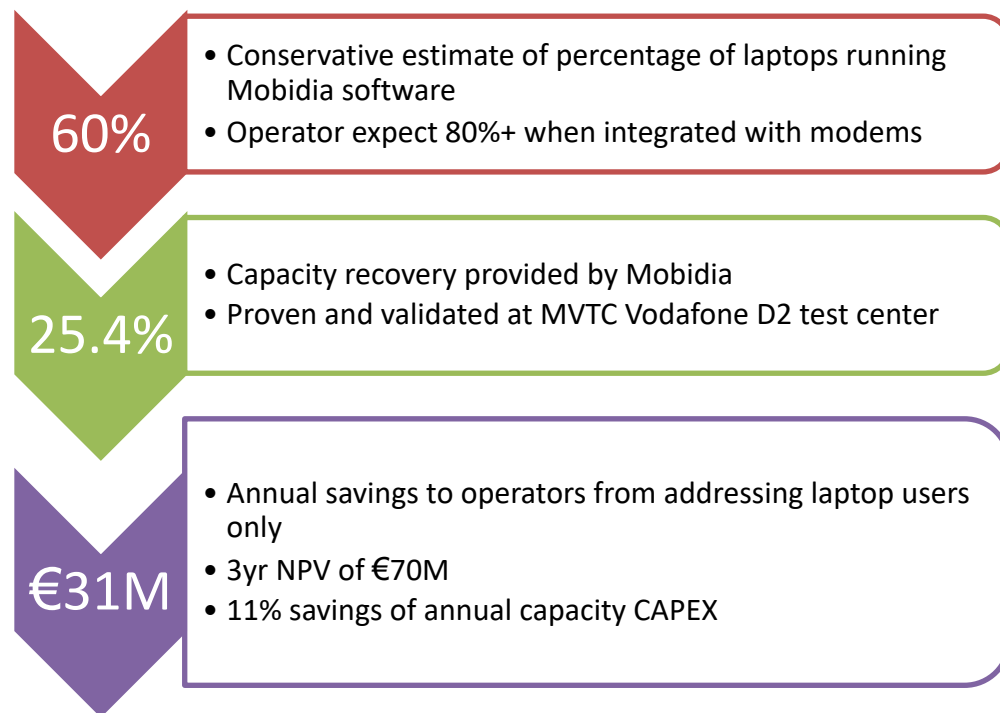 60%
• Conservative estimate of percentage of laptops running
Mobidia software
• Operator expect 80%+ when integrated with modems
25.4%
• Capacity recovery provided by Mobidia
• Proven and validated at MVTC Vodafone D2 test center
€31M
• Annual savings to operators from addressing laptop users
only
• 3yr NPV of €70M
• 11% savings of annual capacity CAPEX